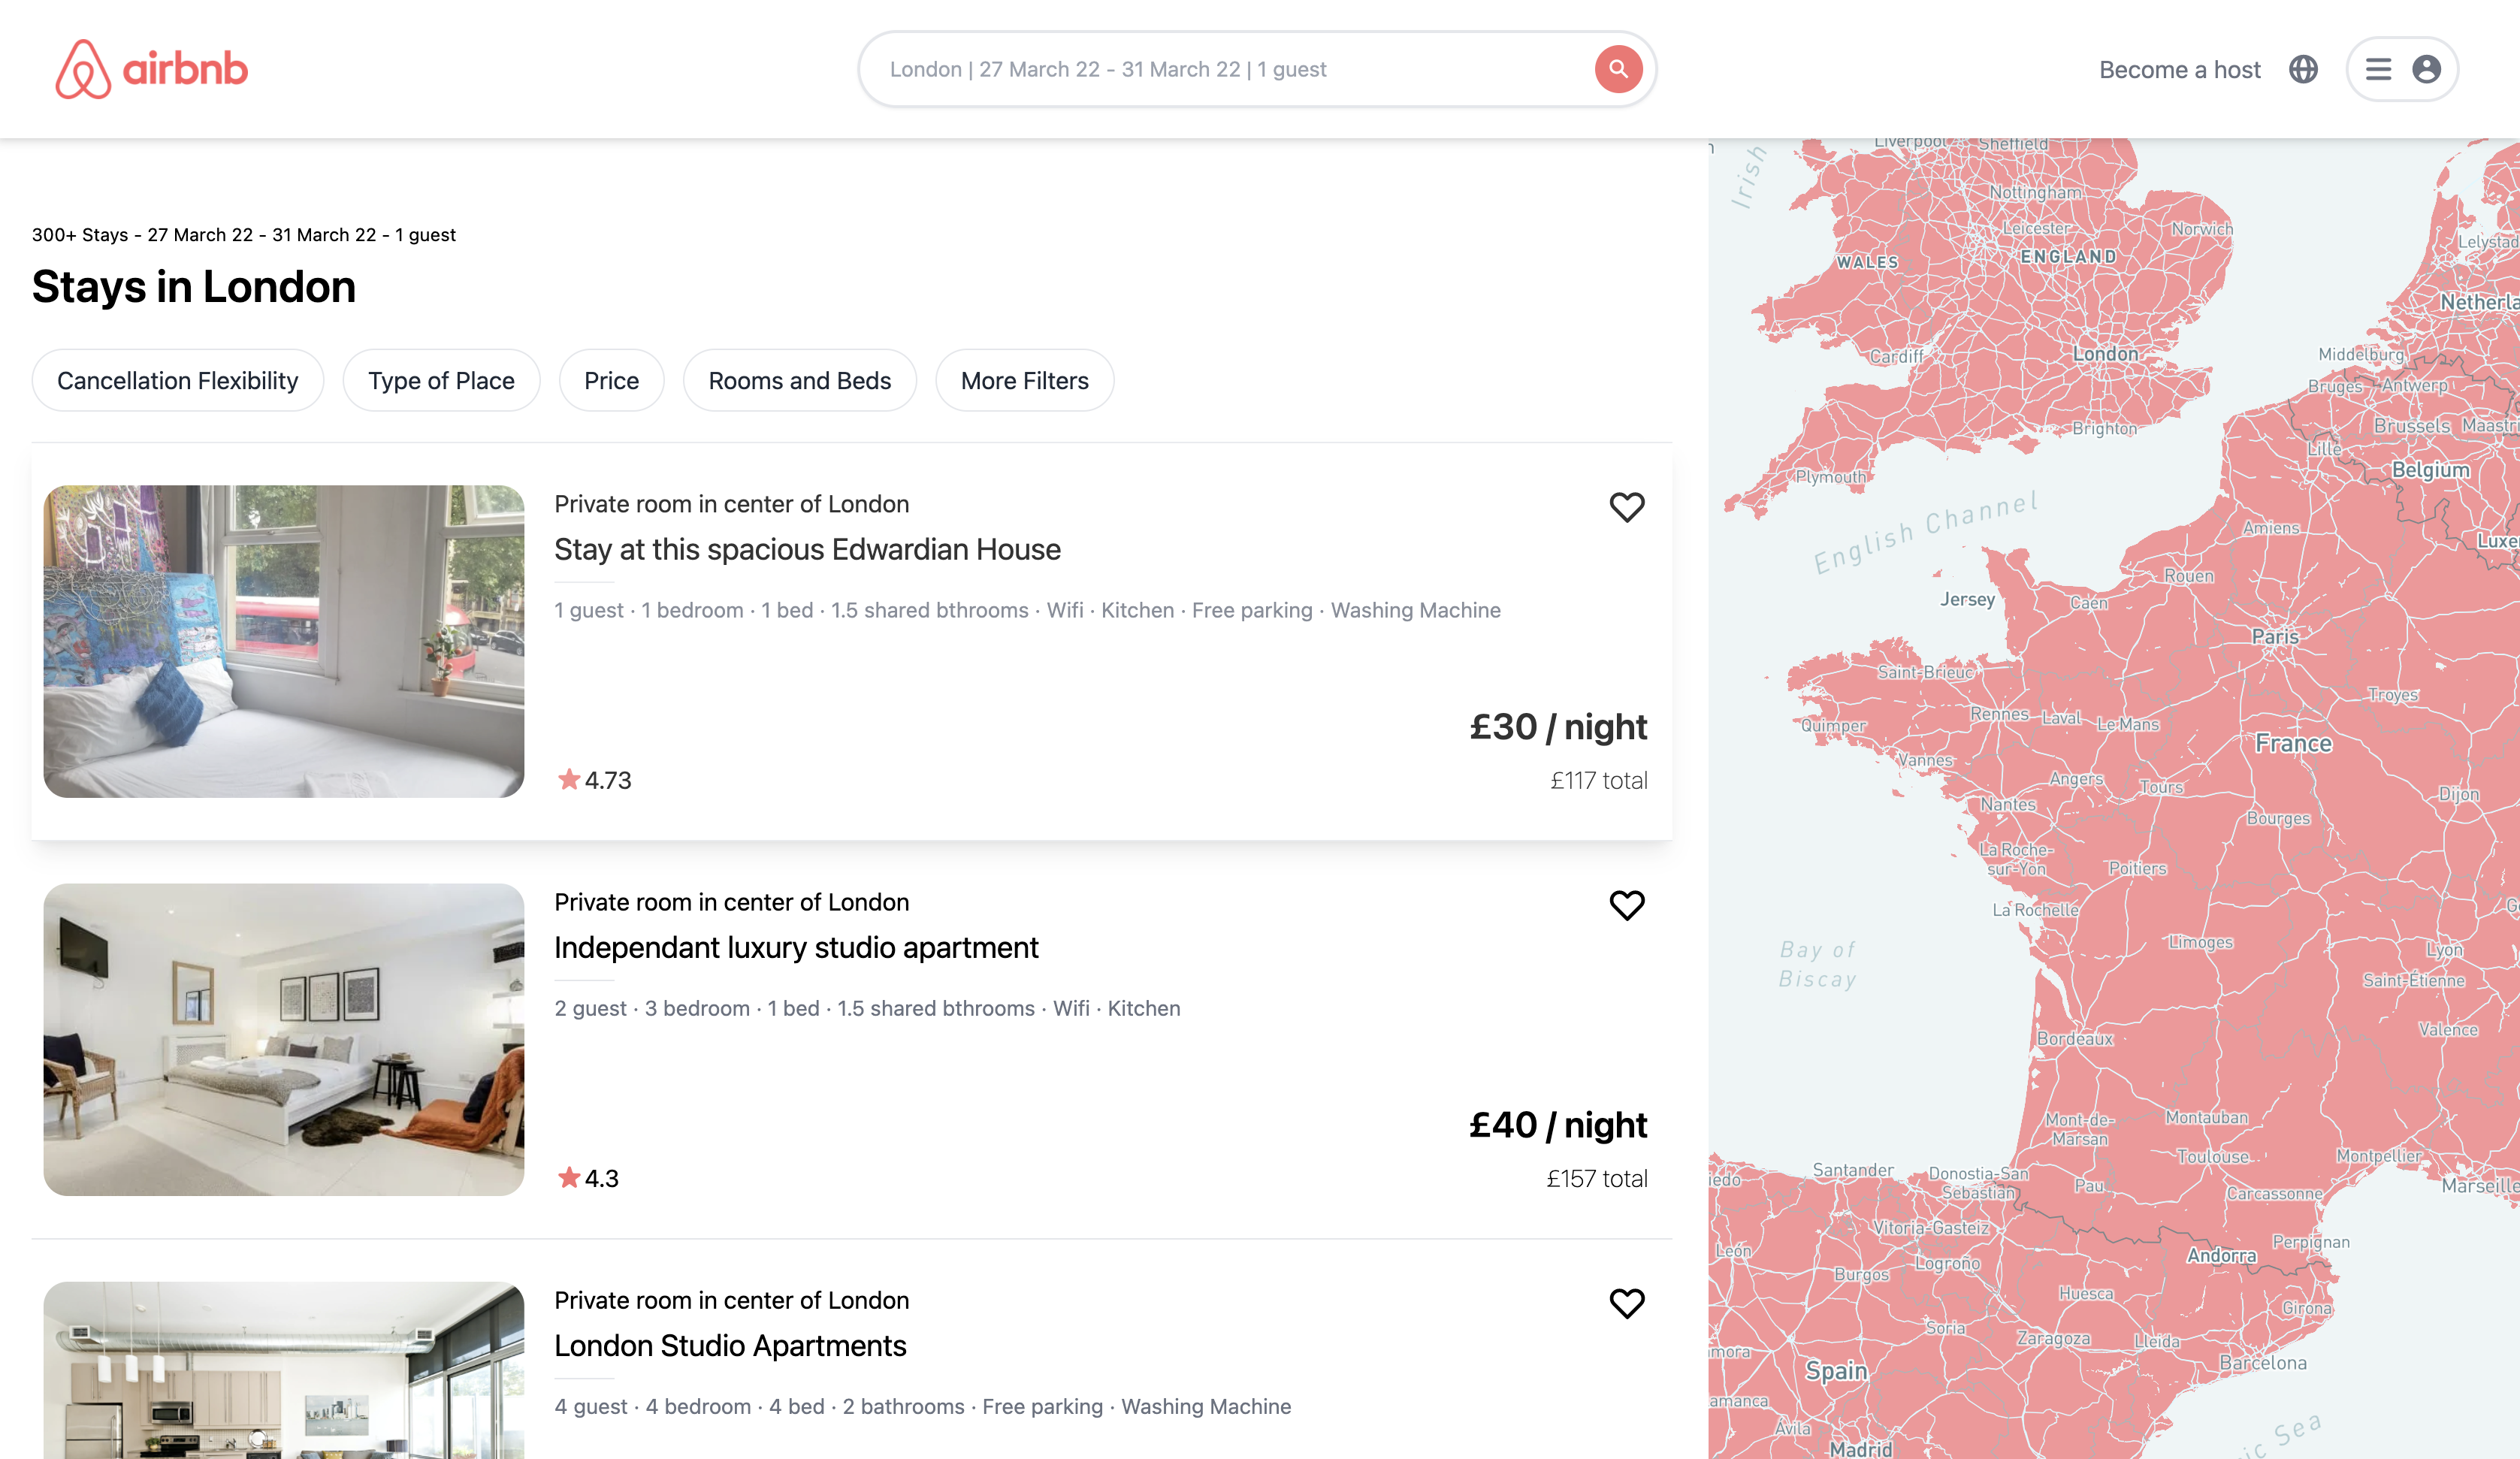 airbnb
London | 27 March 22 - 31 March 22 | 1 guest
Become a host
300+ Stays - 27 March 22 - 31 March 22 - 1 guest
Stays in London
Cancellation Flexibility
Type of Place
Price
Rooms and Beds
More Filters
Private room in center of London
Stay at this spacious Edwardian House
1 guest · 1 bedroom · 1 bed · 1.5 shared bthrooms · Wifi · Kitchen · Free parking · Washing Machine
£30 / night
4.73
£117 total
Private room in center of London
Independant luxury studio apartment
2 guest · 3 bedroom · 1 bed · 1.5 shared bthrooms · Wifi · Kitchen
£40 / night
4.3
£157 total
Private room in center of London
London Studio Apartments
4 guest · 4 bedroom · 4 bed · 2 bathrooms · Free parking · Washing Machine
Irish
Liverpool
Sheffield
Nottingham
Leicester
Norwich
WALES
ENGLAND
Lelystad
Netherla
Cardiff
London
Middelburg
Bruges
Antwerp
Brighton
Brussels
Maastri
Lille
Belgium
Plymouth
English Channel
Amiens
Luxe
Rouen
Jersey
Caen
Paris
Saint-Brieuc
Troyes
Quimper
Rennes
Laval
Le Mans
France
Vannes
Angers
Tours
Dijon
Nantes
Bourges
La Roche-
sur-Yon
Poitiers
La Rochelle
Limoges
Lyon
Bay of
Biscay
Saint-Étienne
Valence
Bordeaux
Mont-de-
Marsan
Montauban
Toulouse
Montpellier
Santander
Donostia-San
Sebastián
iedo
Pau
Carcassonne
Marseille
Vitoria-Gasteiz
León
Logroño
Andorra
Perpignan
Burgos
Huesca
Girona
Soria
Zaragoza
Lleida
mora
Barcelona
Spain
amanca
Ávila
Madrid
ic Sea